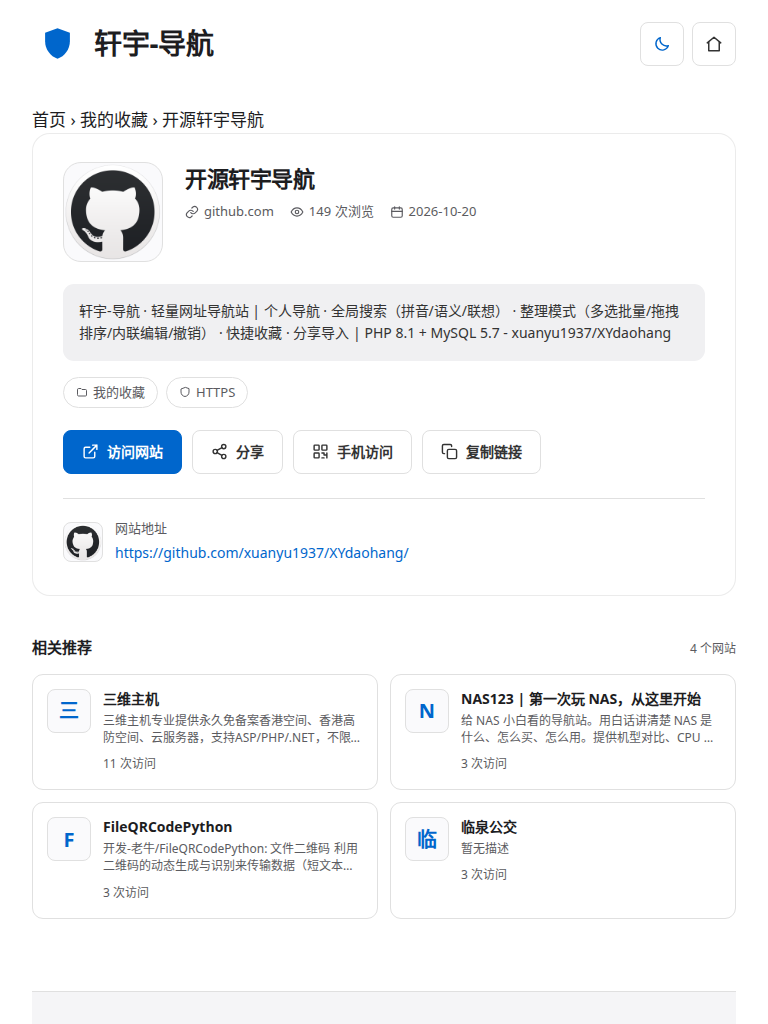 轩宇-导航
首页 › 我的收藏 › 开源轩宇导航
开源轩宇导航
github.com 149 次浏览 2026-10-20
轩宇-导航 · 轻量网址导航站 | 个人导航 · 全局搜索（拼音/语义/联想） · 整理模式（多选批量/拖拽
排序/内联编辑/撤销） · 快捷收藏 · 分享导入 | PHP 8.1 + MySQL 5.7 - xuanyu1937/XYdaohang
我的收藏 HTTPS
访问网站 分享 手机访问 复制链接
网站地址
https://github.com/xuanyu1937/XYdaohang/
相关推荐 4 个网站
三
三维主机
三维主机专业提供永久免备案香港空间、香港高
防空间、云服务器，支持ASP/PHP/.NET，不限...
11 次访问
N
NAS123 | 第一次玩 NAS，从这里开始
给 NAS 小白看的导航站。用白话讲清楚 NAS 是
什么、怎么买、怎么用。提供机型对比、CPU ...
3 次访问
F
FileQRCodePython
开发-老牛/FileQRCodePython: 文件二维码 利用
二维码的动态生成与识别来传输数据（短文本...
3 次访问
临
临泉公交
暂无描述
3 次访问